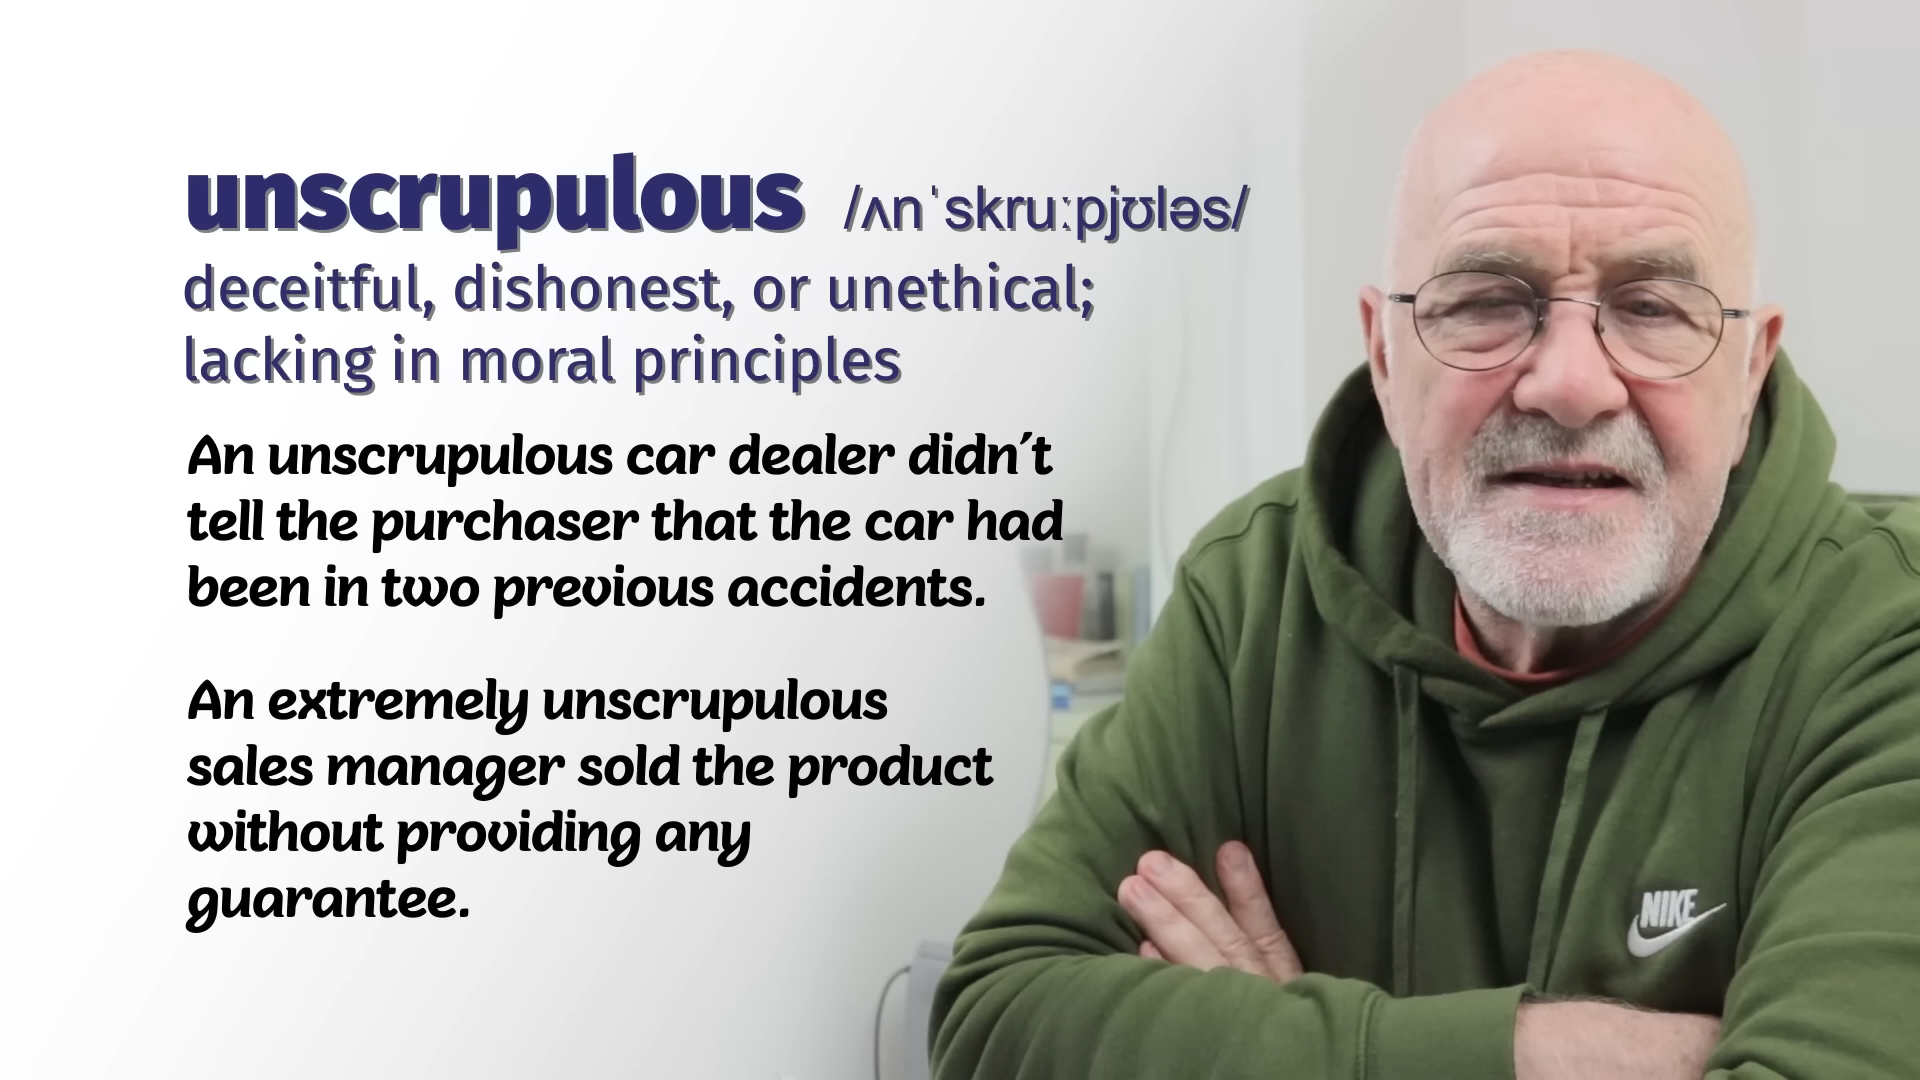 unscrupulous /ʌnˈskruːpjʊləs/
deceitful, dishonest, or unethical;
lacking in moral principles
An unscrupulous car dealer didn't
tell the purchaser that the car had
been in two previous accidents.
An extremely unscrupulous
sales manager sold the product
without providing any
guarantee.
NIKE